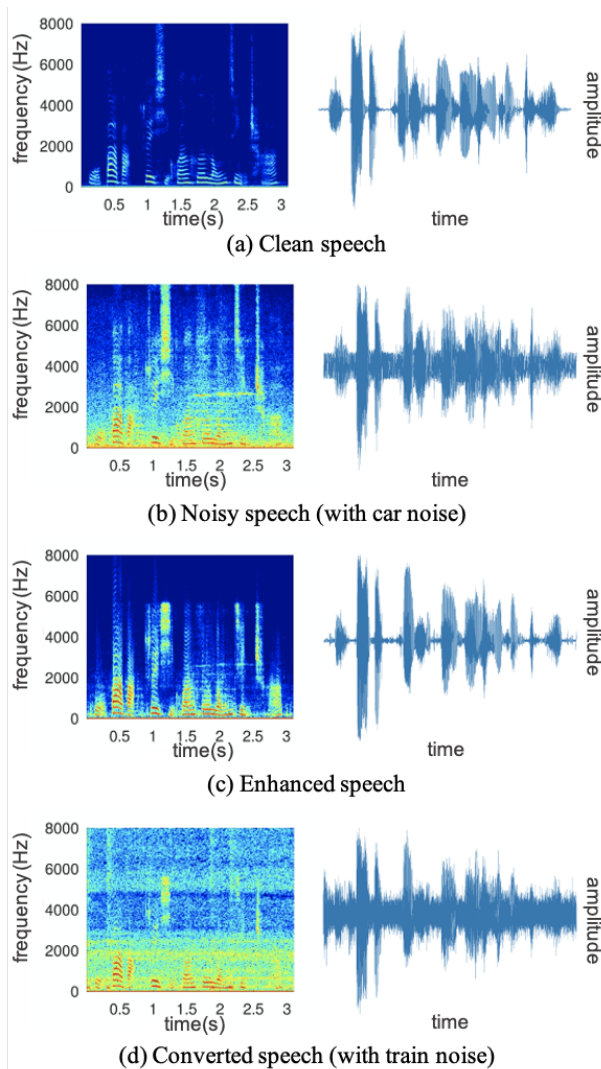 8000
6000
4000
2000
0
frequency (Hz)
0.5 1 1.5 2 2.5 3
time(s)
time
amplitude
(a) Clean speech
8000
6000
4000
2000
0
frequency (Hz)
0.5 1 1.5 2 2.5 3
time(s)
time
amplitude
(b) Noisy speech (with car noise)
8000
6000
4000
2000
0
frequency (Hz)
0.5 1 1.5 2 2.5 3
time(s)
time
amplitude
(c) Enhanced speech
8000
6000
4000
2000
0
frequency (Hz)
0.5 1 1.5 2 2.5 3
time(s)
time
amplitude
(d) Converted speech (with train noise)